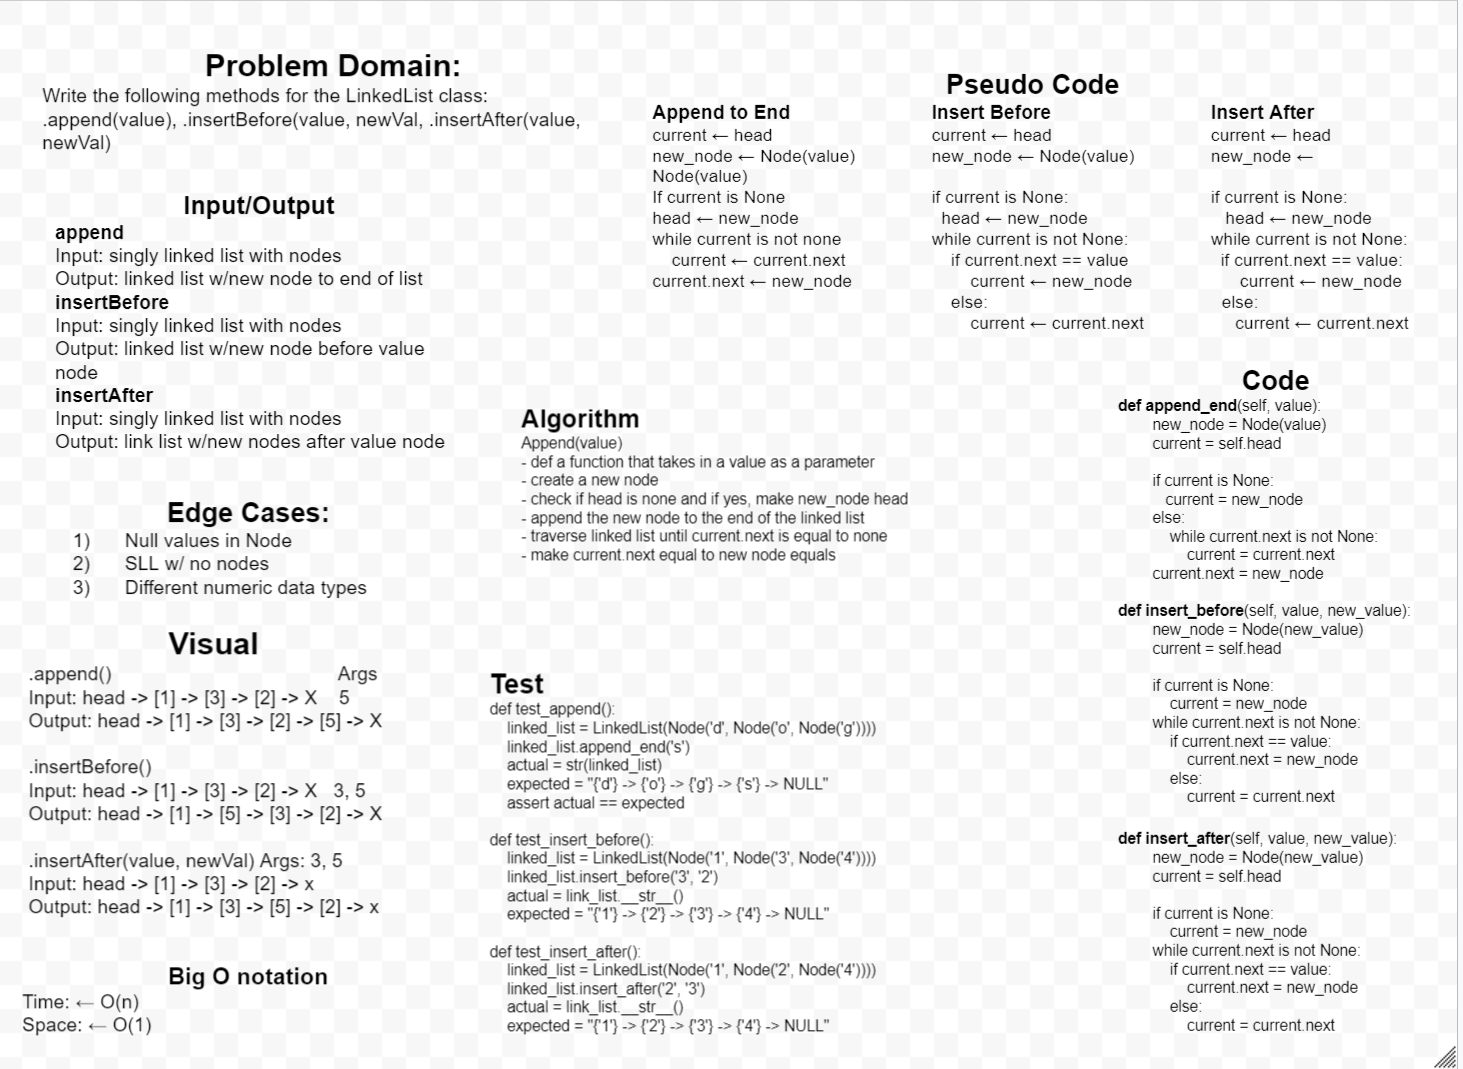 Problem Domain:
Write the following methods for the LinkedList class:
.append(value), .insertBefore(value, newVal, .insertAfter(value,
newVal)
Input/Output
append
Input: singly linked list with nodes
Output: linked list w/new node to end of list
insertBefore
Input: singly linked list with nodes
Output: linked list w/new node before value
node
insertAfter
Input: singly linked list with nodes
Output: link list w/new nodes after value node
Edge Cases:
1) Null values in Node
2) SLL w/ no nodes
3) Different numeric data types
Visual
.append() Args
Input: head -> [1] -> [3] -> [2] -> X 5
Output: head -> [1] -> [3] -> [2] -> [5] -> X
.insertBefore()
Input: head -> [1] -> [3] -> [2] -> X 3, 5
Output: head -> [1] -> [5] -> [3] -> [2] -> X
.insertAfter(value, newVal) Args: 3, 5
Input: head -> [1] -> [3] -> [2] -> x
Output: head -> [1] -> [3] -> [5] -> [2] -> x
Big O notation
Time: ← O(n)
Space: ← O(1)
Pseudo Code
Append to End
current ← head
new_node ← Node(value)
Node(value)
If current is None
head ← new_node
while current is not none
current ← current.next
current.next ← new_node
Insert Before
current ← head
new_node ← Node(value)
if current is None:
head ← new_node
while current is not None:
if current.next == value
current ← new_node
else:
current ← current.next
Insert After
current ← head
new_node ←
if current is None:
head ← new_node
while current is not None:
if current.next == value:
current ← new_node
else:
current ← current.next
Algorithm
Append(value)
- def a function that takes in a value as a parameter
- create a new node
- check if head is none and if yes, make new_node head
- append the new node to the end of the linked list
- traverse linked list until current.next is equal to none
- make current.next equal to new node equals
Test
def test_append():
linked_list = LinkedList(Node('d', Node('o', Node('g'))))
linked_list.append_end('s')
actual = str(linked_list)
expected = "{'d'} -> {'o'} -> {'g'} -> {'s'} -> NULL"
assert actual == expected
def test_insert_before():
linked_list = LinkedList(Node('1', Node('3', Node('4'))))
linked_list.insert_before('3', '2')
actual = link_list.__str__()
expected = "{'1'} -> {'2'} -> {'3'} -> {'4'} -> NULL"
def test_insert_after():
linked_list = LinkedList(Node('1', Node('2', Node('4'))))
linked_list.insert_after('2', '3')
actual = link_list.__str__()
expected = "{'1'} -> {'2'} -> {'3'} -> {'4'} -> NULL"
Code
def append_end(self, value):
new_node = Node(value)
current = self.head
if current is None:
current = new_node
else:
while current.next is not None:
current = current.next
current.next = new_node
def insert_before(self, value, new_value):
new_node = Node(new_value)
current = self.head
if current is None:
current = new_node
while current.next is not None:
if current.next == value:
current.next = new_node
else:
current = current.next
def insert_after(self, value, new_value):
new_node = Node(new_value)
current = self.head
if current is None:
current = new_node
while current.next is not None:
if current.next == value:
current.next = new_node
else:
current = current.next